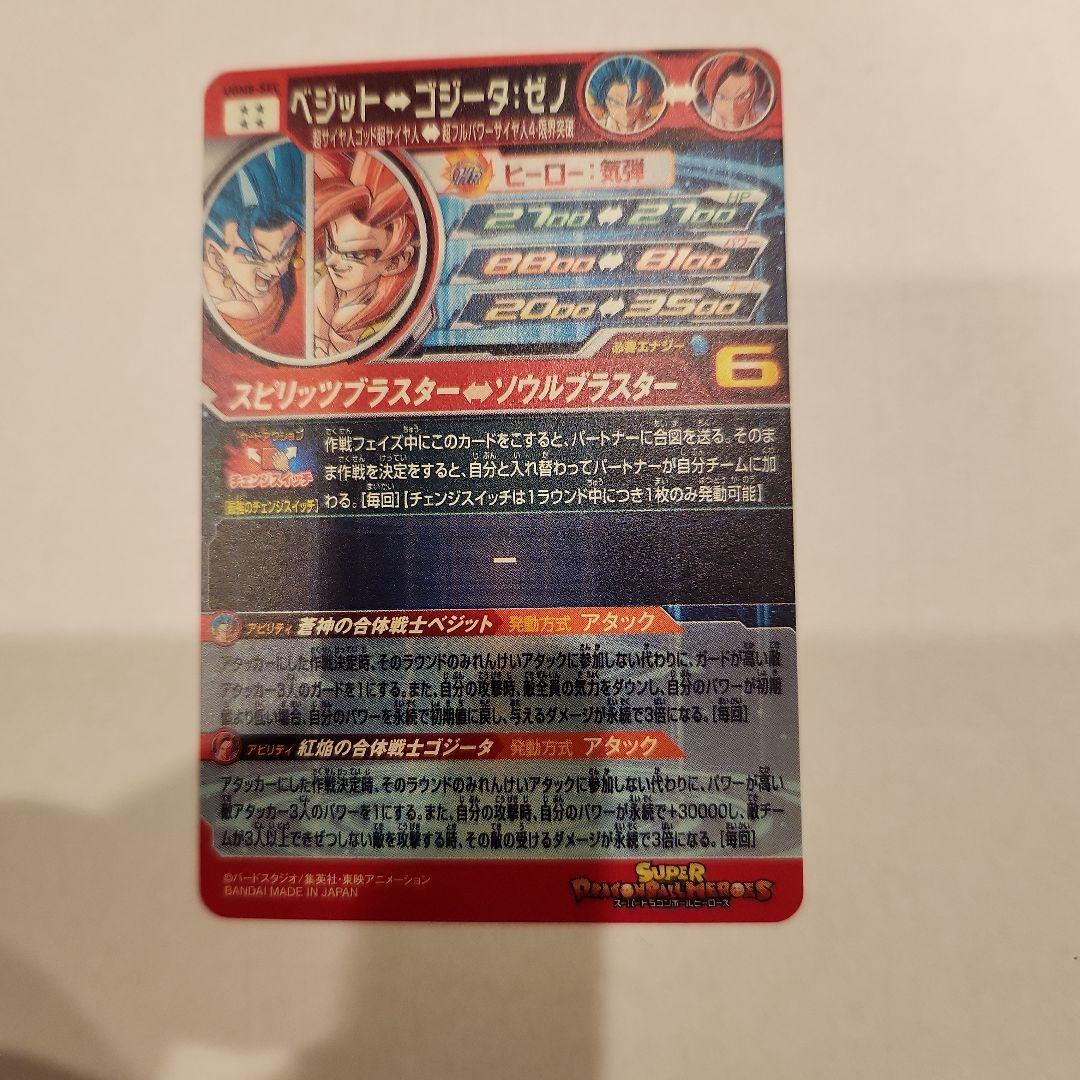 UGM8-SEC
ベジット⇔ゴジータ:ゼノ
超サイヤ人ゴッド超サイヤ人⇔超フルパワーサイヤ人4・限界突破
ヒーロー:気弾
HP
2700⇔2700
パワー
8800⇔8100
ガード
2000⇔3500
必要エナジー 6
スピリッツブラスター⇔ソウルブラスター
チェンジスイッチ
作戦フェイズ中にこのカードをこすると、パートナーに合図を送る。そのま
ま作戦を決定をすると、自分と入れ替わってパートナーが自分チームに加
わる。[毎回]【チェンジスイッチは1ラウンド中につき1枚のみ発動可能】
ー
アビリティ 蒼神の合体戦士ベジット 発動方式 アタック
アタッカーにした作戦決定時、そのラウンドのみれんけいアタックに参加しない代わりに、ガードが高い敵
アタッカー3人のガードを1にする。また、自分の攻撃時、敵全員の気力をダウンし、自分のパワーが初期
値より低い場合、自分のパワーを永続で初期値に戻し、与えるダメージが永続で3倍になる。[毎回]
アビリティ 紅焔の合体戦士ゴジータ 発動方式 アタック
アタッカーにした作戦決定時、そのラウンドのみれんけいアタックに参加しない代わりに、パワーが高い
敵アタッカー3人のパワーを1にする。また、自分の攻撃時、自分のパワーが永続で+30000し、敵チー
ムが3人以上できぜつしない敵を攻撃する時、その敵の受けるダメージが永続で3倍になる。[毎回]
©バードスタジオ/集英社・東映アニメーション
BANDAI MADE IN JAPAN
SUPER
DRAGONBALL HEROES
スーパードラゴンボールヒーローズ